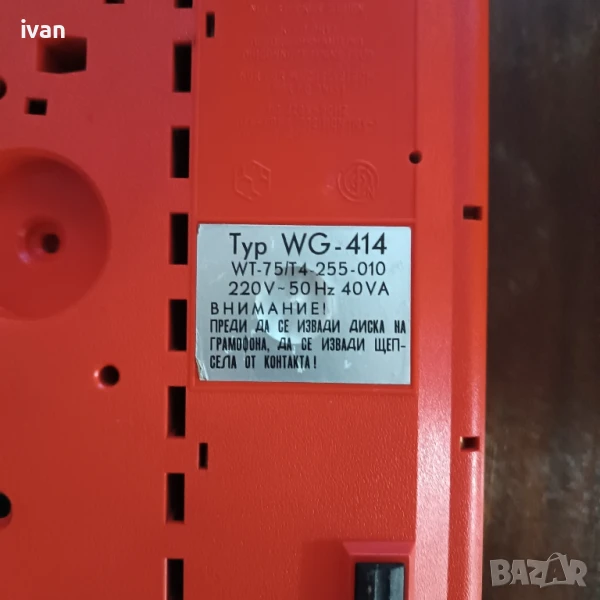 ivan
Typ WG-414
WT-75/T4-255-010
220V~50Hz 40VA
ВНИМАНИЕ!
ПРЕДИ ДА СЕ ИЗВАДИ ДИСКА НА
ГРАМОФОНА, ДА СЕ ИЗВАДИ ЩЕП-
СЕЛА ОТ КОНТАКТА!
BAZAR